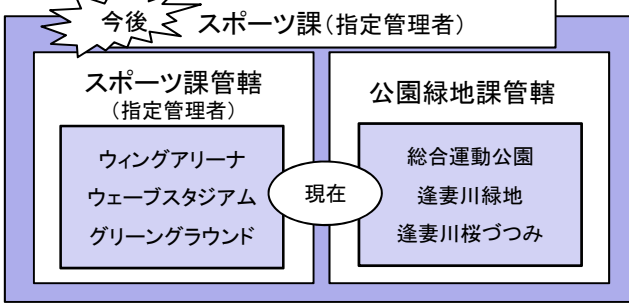 今後
スポーツ課(指定管理者)
スポーツ課管轄
(指定管理者)
ウィングアリーナ
ウェーブスタジアム
グリーングラウンド
現在
公園緑地課管轄
総合運動公園
逢妻川緑地
逢妻川桜づつみ